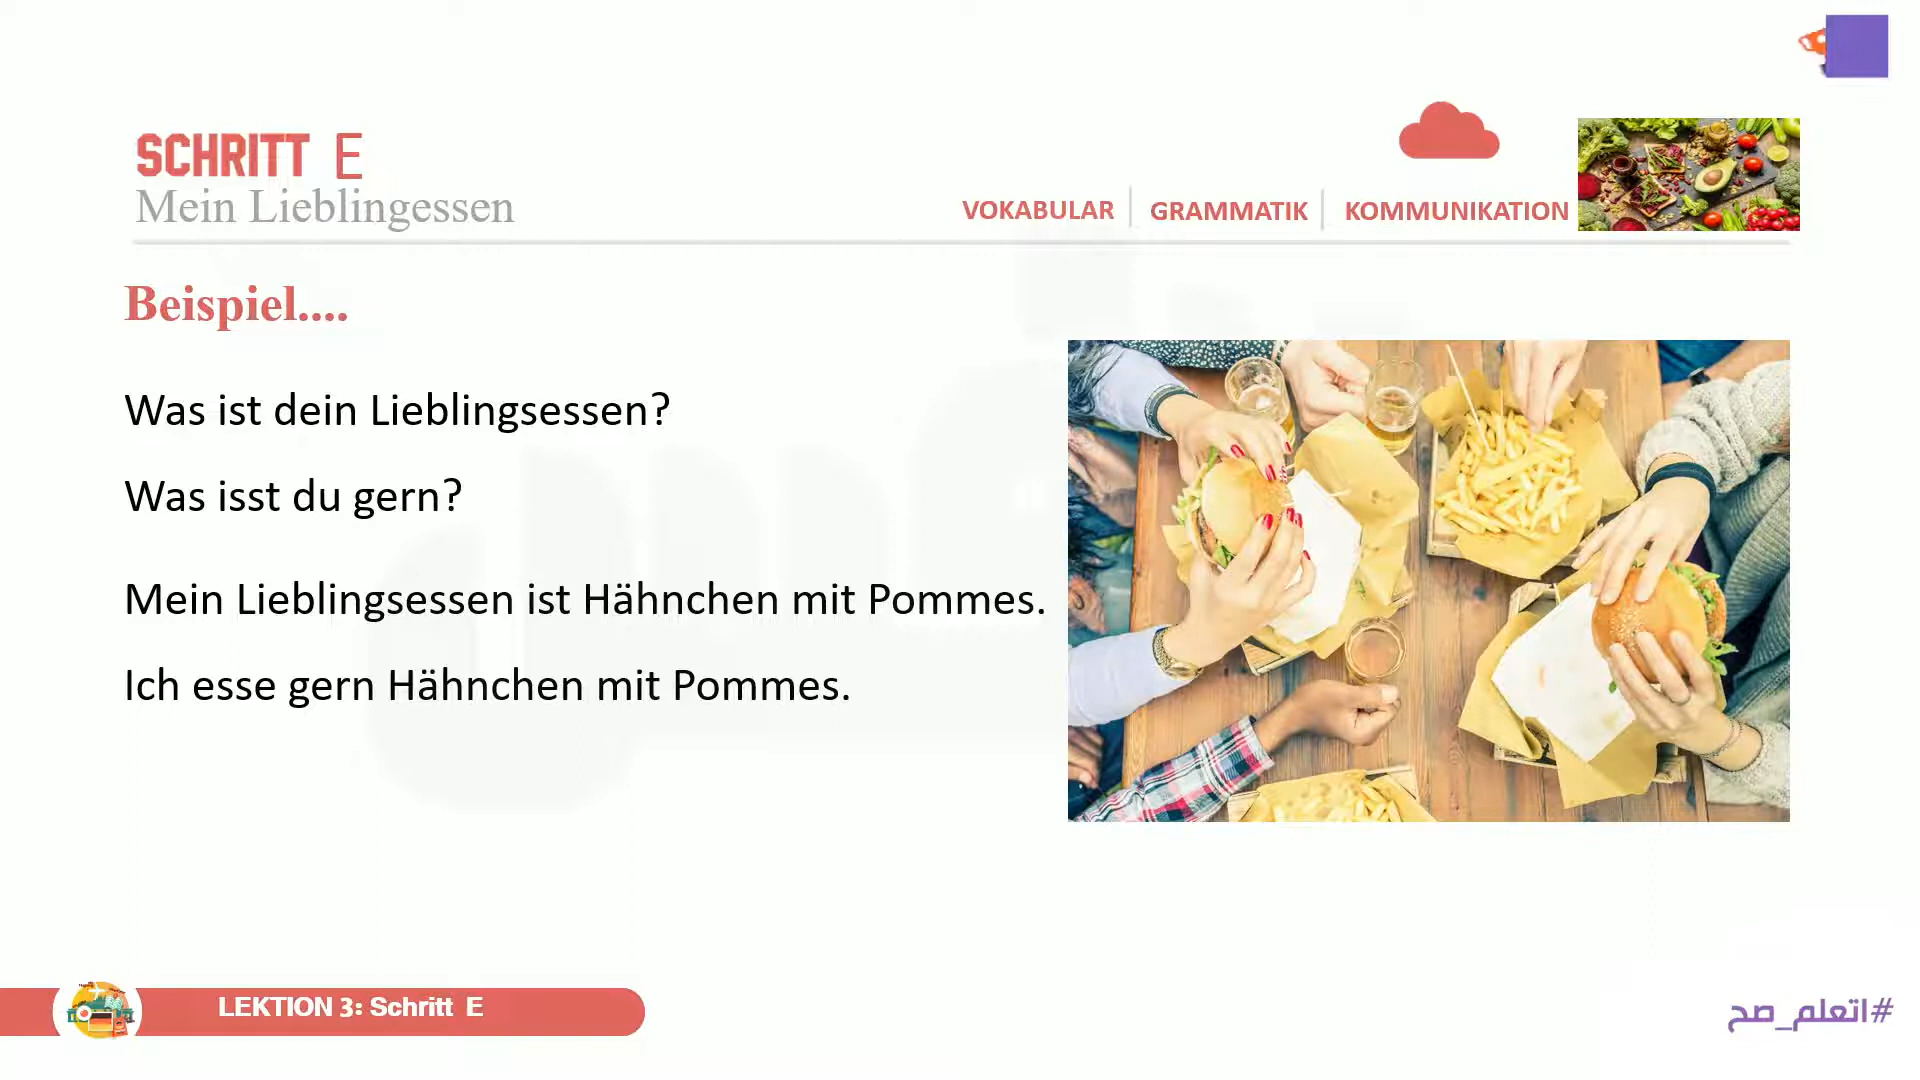 SCHRITT E
Mein Lieblingessen
VOKABULAR
GRAMMATIK
KOMMUNIKATION
Beispiel....
Was ist dein Lieblingsessen?
Was isst du gern?
Mein Lieblingsessen ist Hähnchen mit Pommes.
Ich esse gern Hähnchen mit Pommes.
LEKTION 3: Schritt E
#اتعلم_صح